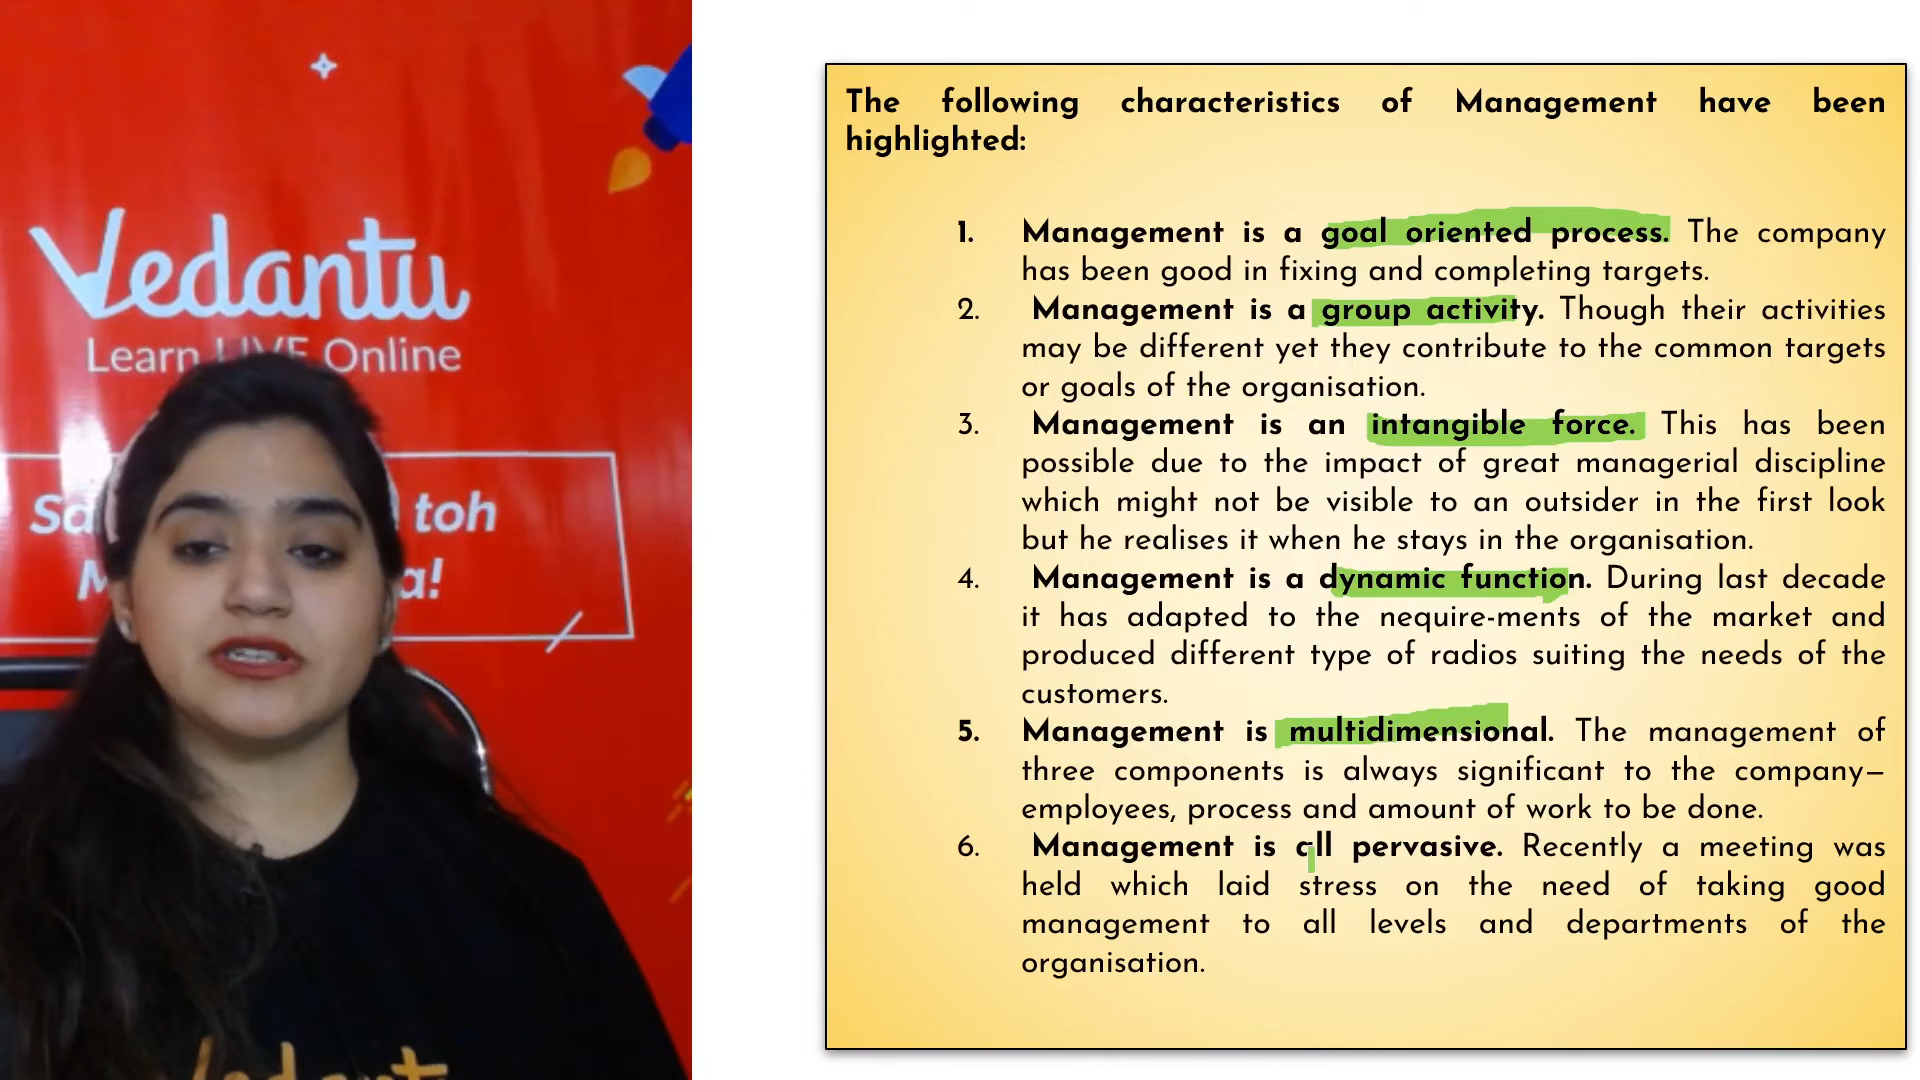 Vedantu
Learn LIVE Online
toh
a!
The following characteristics of Management have been
highlighted:
1. Management is a goal oriented process. The company
has been good in fixing and completing targets.
2. Management is a group activity. Though their activities
may be different yet they contribute to the common targets
or goals of the organisation.
3. Management is an intangible force. This has been
possible due to the impact of great managerial discipline
which might not be visible to an outsider in the first look
but he realises it when he stays in the organisation.
4. Management is a dynamic function. During last decade
it has adapted to the nequire-ments of the market and
produced different type of radios suiting the needs of the
customers.
5. Management is multidimensional. The management of
three components is always significant to the company—
employees, process and amount of work to be done.
6. Management is all pervasive. Recently a meeting was
held which laid stress on the need of taking good
management to all levels and departments of the
organisation.